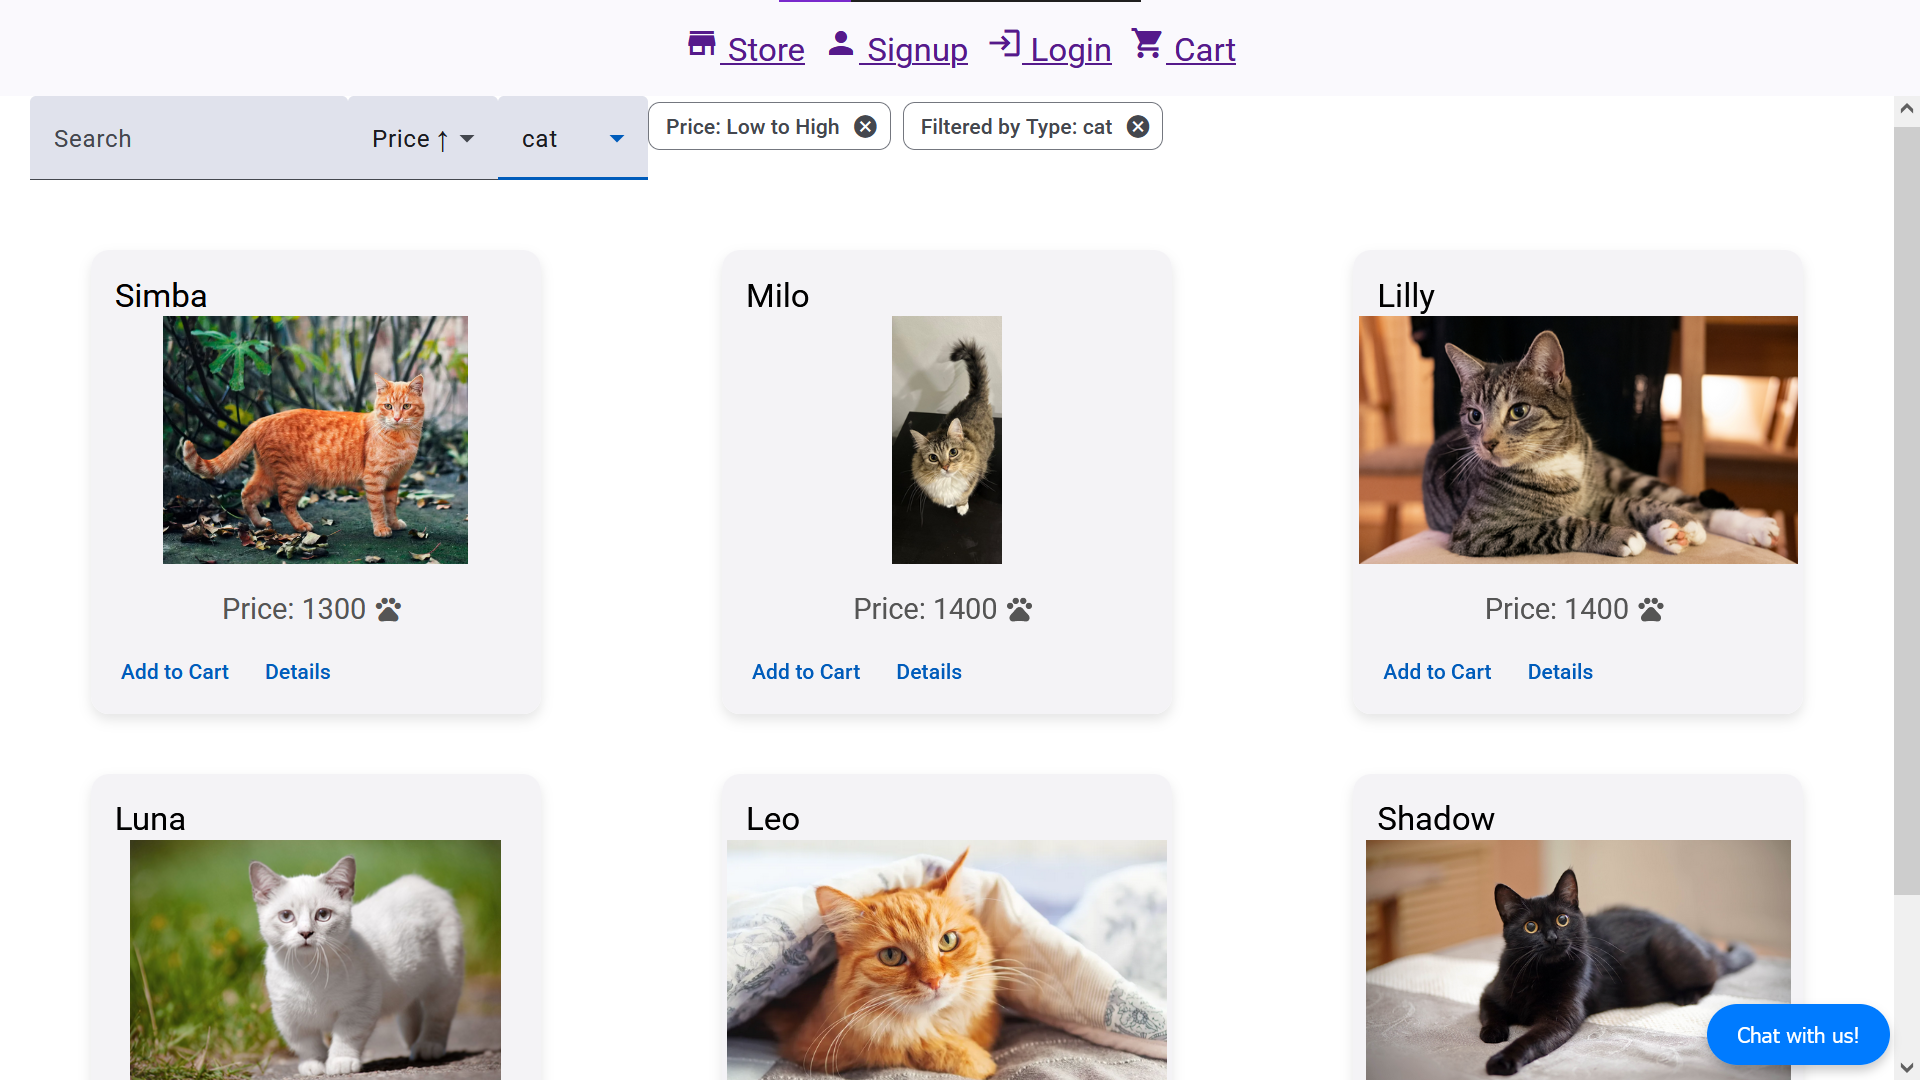 Store Signup Login Cart
Search Price ↑ cat Price: Low to High Filtered by Type: cat
Simba Milo Lilly
Price: 1300 Price: 1400 Price: 1400
Add to Cart Details Add to Cart Details Add to Cart Details
Luna Leo Shadow
Chat with us!